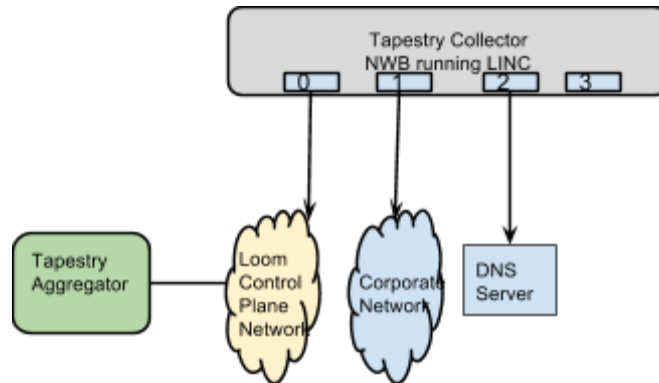 Tapestry Collector
NWB running LINC
0 1 2 3
Tapestry
Aggregator
Loom
Control
Plane
Network
Corporate
Network
DNS
Server